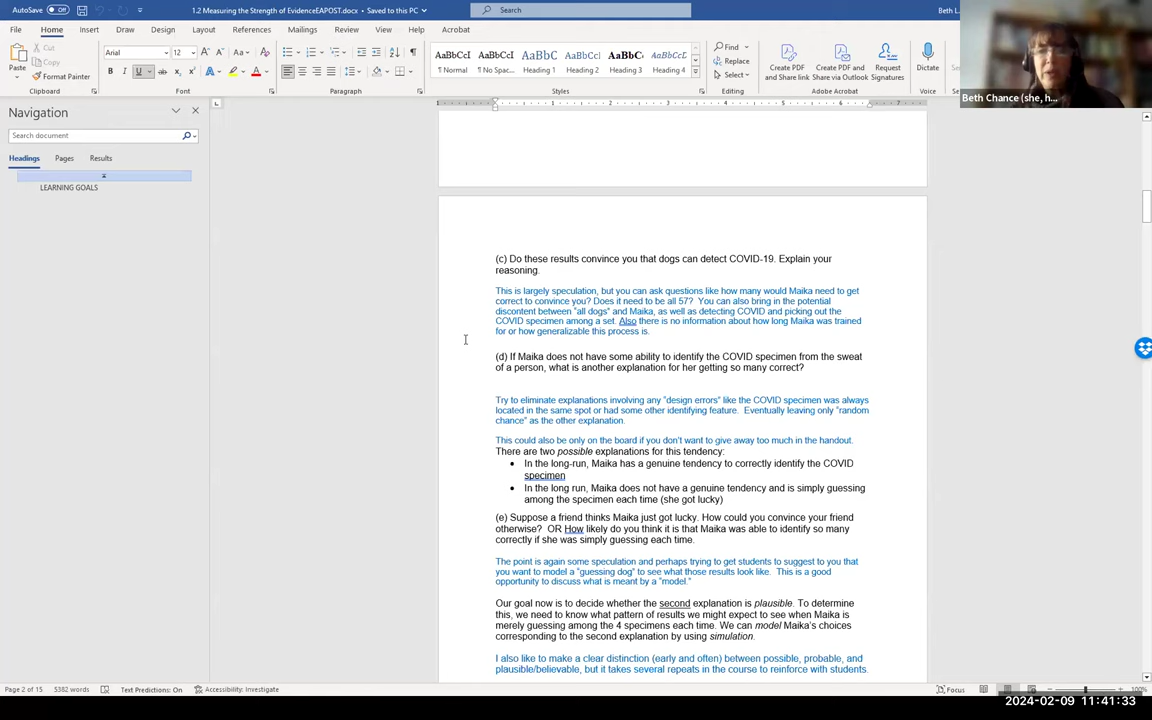 AutoSave Off 1.2 Measuring the Strength of EvidenceEAPOST.docx • Saved to this PC Search Beth L.
File Home Insert Draw Design Layout References Mailings Review View Help Acrobat
Cut
Copy
Format Painter
Paste
Arial 12
AaBbCcI AaBbCcI AaBbC AaBbCcI AaBbCc AaBbCcI
¶ Normal ¶ No Spac... Heading 1 Heading 2 Heading 3 Heading 4
Find
Replace
Select
Create PDF and Share link
Create PDF and Share via Outlook
Request Signatures
Dictate
Clipboard Font Paragraph Styles Editing Adobe Acrobat Voice
Beth Chance (she, h...
Navigation
Search document
Headings Pages Results
LEARNING GOALS
(c) Do these results convince you that dogs can detect COVID-19. Explain your
reasoning.
This is largely speculation, but you can ask questions like how many would Maika need to get
correct to convince you? Does it need to be all 57? You can also bring in the potential
discontent between "all dogs" and Maika, as well as detecting COVID and picking out the
COVID specimen among a set. Also there is no information about how long Maika was trained
for or how generalizable this process is.
(d) If Maika does not have some ability to identify the COVID specimen from the sweat
of a person, what is another explanation for her getting so many correct?
Try to eliminate explanations involving any "design errors" like the COVID specimen was always
located in the same spot or had some other identifying feature. Eventually leaving only "random
chance" as the other explanation.
This could also be only on the board if you don't want to give away too much in the handout.
There are two possible explanations for this tendency:
• In the long-run, Maika has a genuine tendency to correctly identify the COVID
specimen
• In the long run, Maika does not have a genuine tendency and is simply guessing
among the specimen each time (she got lucky)
(e) Suppose a friend thinks Maika just got lucky. How could you convince your friend
otherwise? OR How likely do you think it is that Maika was able to identify so many
correctly if she was simply guessing each time.
The point is again some speculation and perhaps trying to get students to suggest to you that
you want to model a "guessing dog" to see what those results look like. This is a good
opportunity to discuss what is meant by a "model."
Our goal now is to decide whether the second explanation is plausible. To determine
this, we need to know what pattern of results we might expect to see when Maika is
merely guessing among the 4 specimens each time. We can model Maika's choices
corresponding to the second explanation by using simulation.
I also like to make a clear distinction (early and often) between possible, probable, and
plausible/believable, but it takes several repeats in the course to reinforce with students.
Page 2 of 15 5382 words Text Predictions: On Accessibility: Investigate Focus 100%
2024-02-09 11:41:33